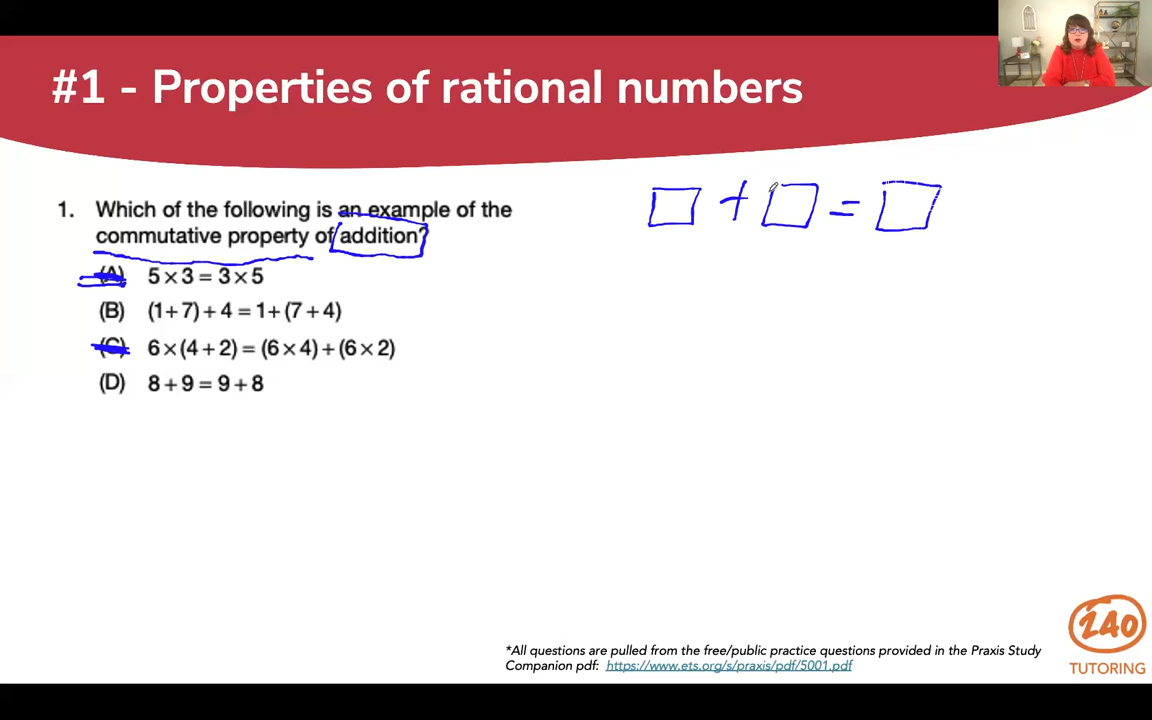 #1 - Properties of rational numbers
1. Which of the following is an example of the
commutative property of addition?
(A) 5 × 3 = 3 × 5
(B) (1 + 7) + 4 = 1 + (7 + 4)
(C) 6 × (4 + 2) = (6 × 4) + (6 × 2)
(D) 8 + 9 = 9 + 8
□ + □ = □
*All questions are pulled from the free/public practice questions provided in the Praxis Study
Companion pdf: https://www.ets.org/s/praxis/pdf/5001.pdf
240
TUTORING